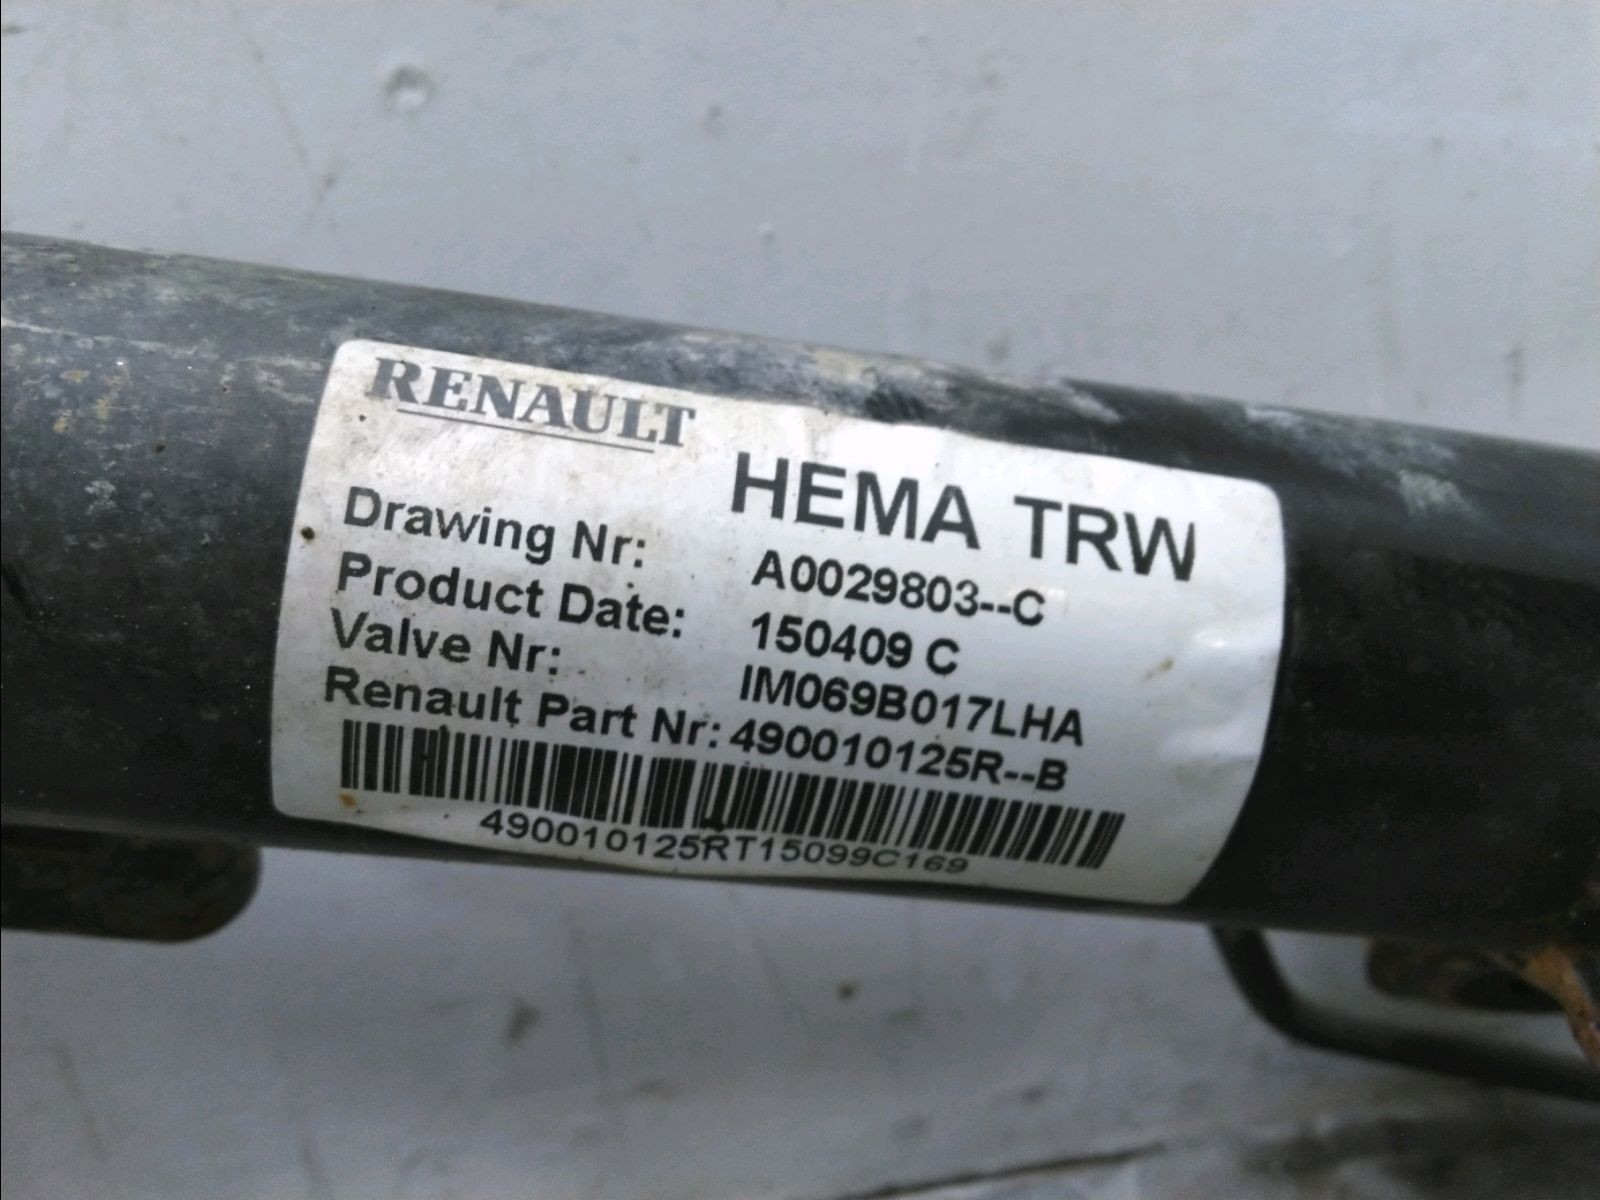 RENAULT
HEMA TRW
Drawing Nr: A0029803--C
Product Date: 150409 C
Valve Nr: IM069B017LHA
Renault Part Nr: 490010125R--B
490010125RT15099C169